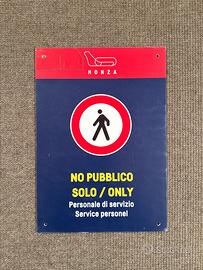 MONZA
NO PUBBLICO
SOLO / ONLY
Personale di servizio
Service personel